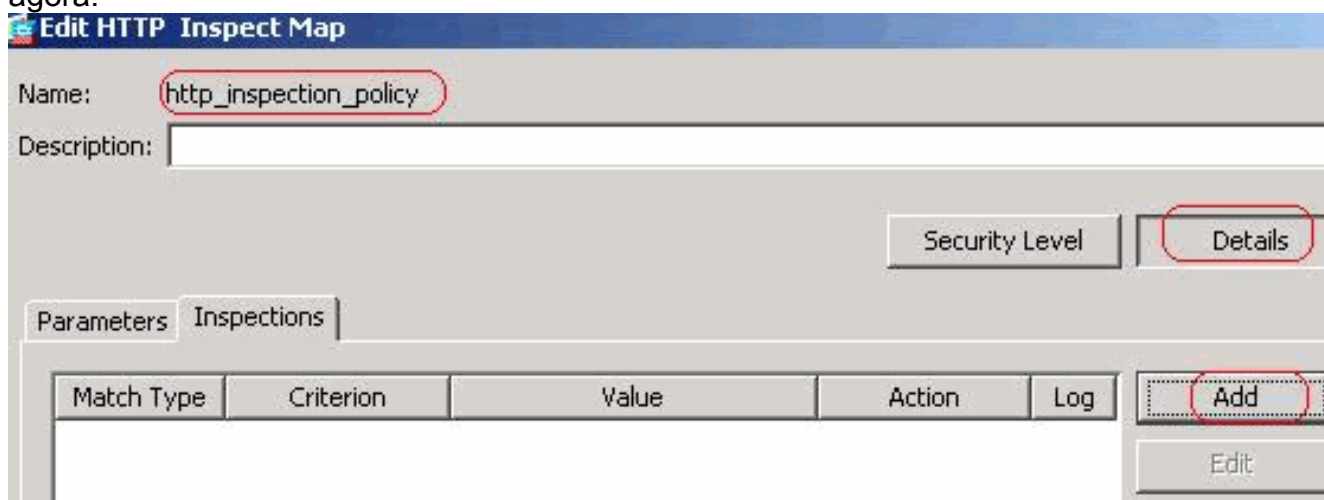 agora.
Edit HTTP Inspect Map
Name: http_inspection_policy
Description:
Security Level Details
Parameters Inspections
Match Type Criterion Value Action Log Add
Edit